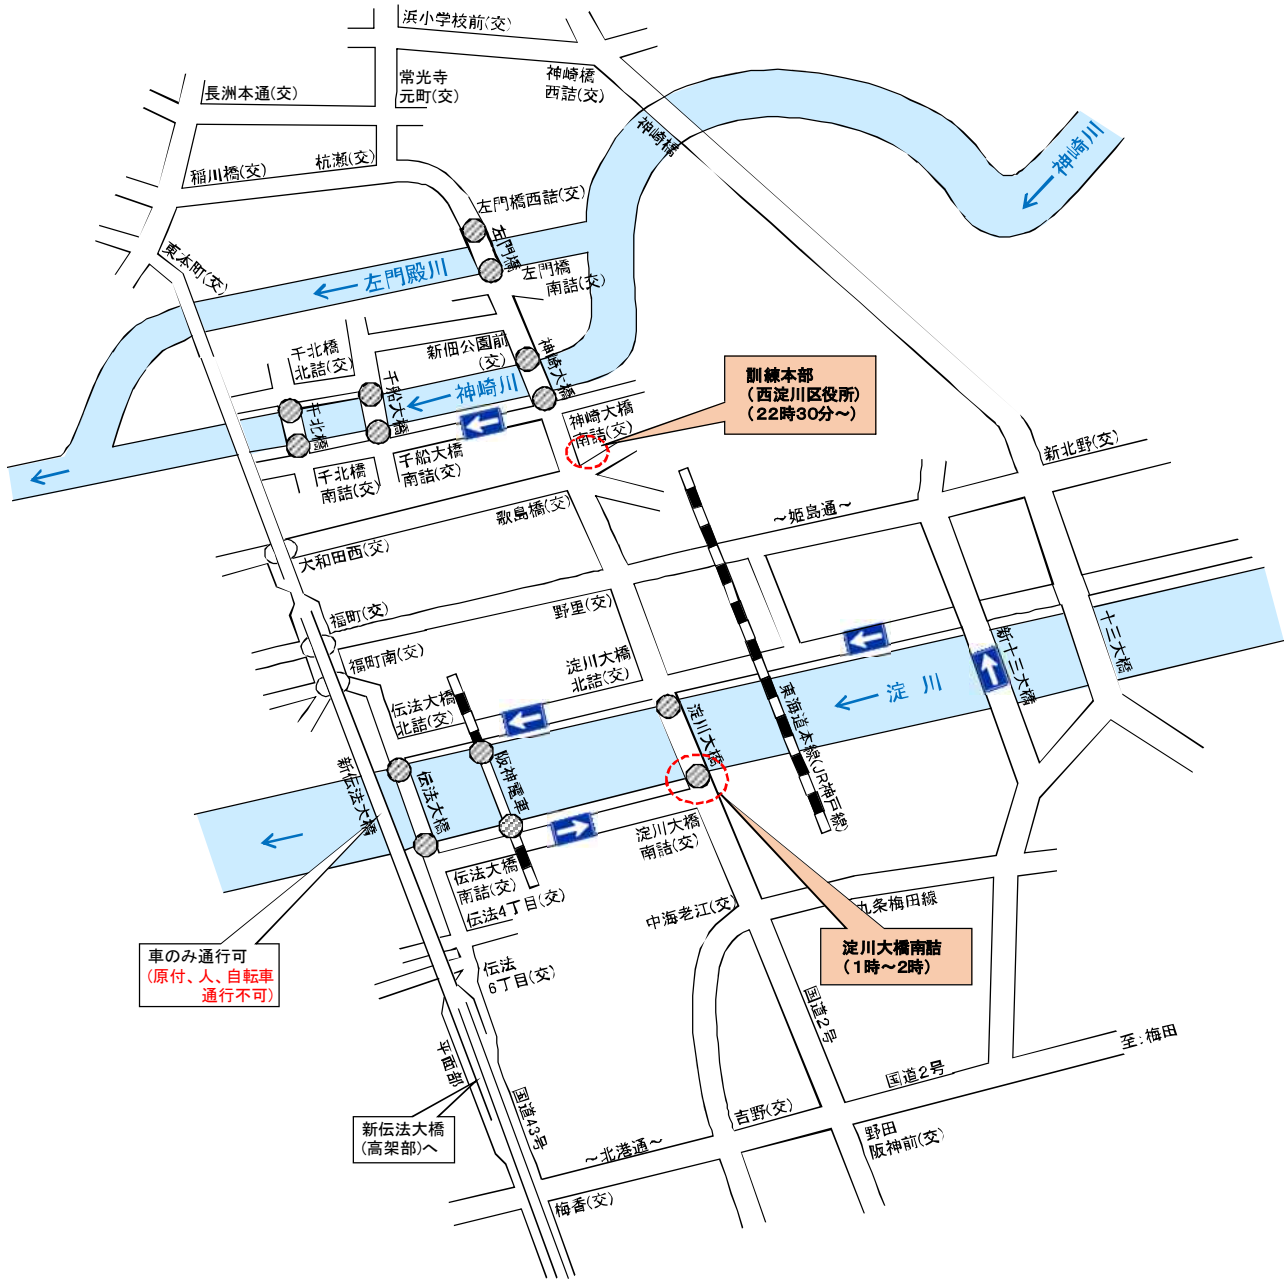 浜小学校前(交)
常光寺
元町(交)
神崎橋
西詰(交)
長洲本通(交)
神崎橋
神崎川
杭瀬(交)
稲川橋(交)
左門橋西詰(交)
左門橋
東本町(交)
左門殿川
左門橋
南詰(交)
千北橋
北詰(交)
新佃公園前
(交)
神崎大橋
千船大橋
神崎川
千北橋
神崎大橋
南詰(交)
訓練本部
(西淀川区役所)
(22時30分～)
千船大橋
南詰(交)
千北橋
南詰(交)
新北野(交)
歌島橋(交)
～姫島通～
大和田西(交)
福町(交)
野里(交)
福町南(交)
淀川大橋
北詰(交)
新十三大橋
十三大橋
伝法大橋
北詰(交)
淀川
東海道本線(JR神戸線)
淀川大橋
阪神電車
新伝法大橋
伝法大橋
淀川大橋
南詰(交)
伝法大橋
南詰(交)
伝法4丁目(交)
中海老江(交)
九条梅田線
車のみ通行可
(原付、人、自転車
通行不可)
淀川大橋南詰
(1時～2時)
伝法
6丁目(交)
国道2号
平面部
国道2号
至:梅田
国道43号
吉野(交)
新伝法大橋
(高架部)へ
野田
阪神前(交)
～北港通～
梅香(交)